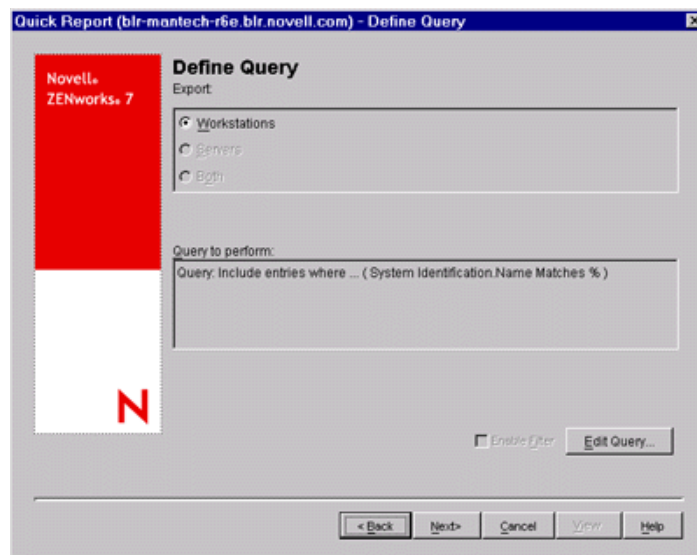 Quick Report (blr-mantech-r6e.blr.novell.com) - Define Query
Novell®
ZENworks® 7
Define Query
Export:
Workstations
Servers
Both
Query to perform:
Query: Include entries where ... ( System Identification.Name Matches % )
N
Enable Filter
Edit Query...
< Back
Next>
Cancel
View
Help